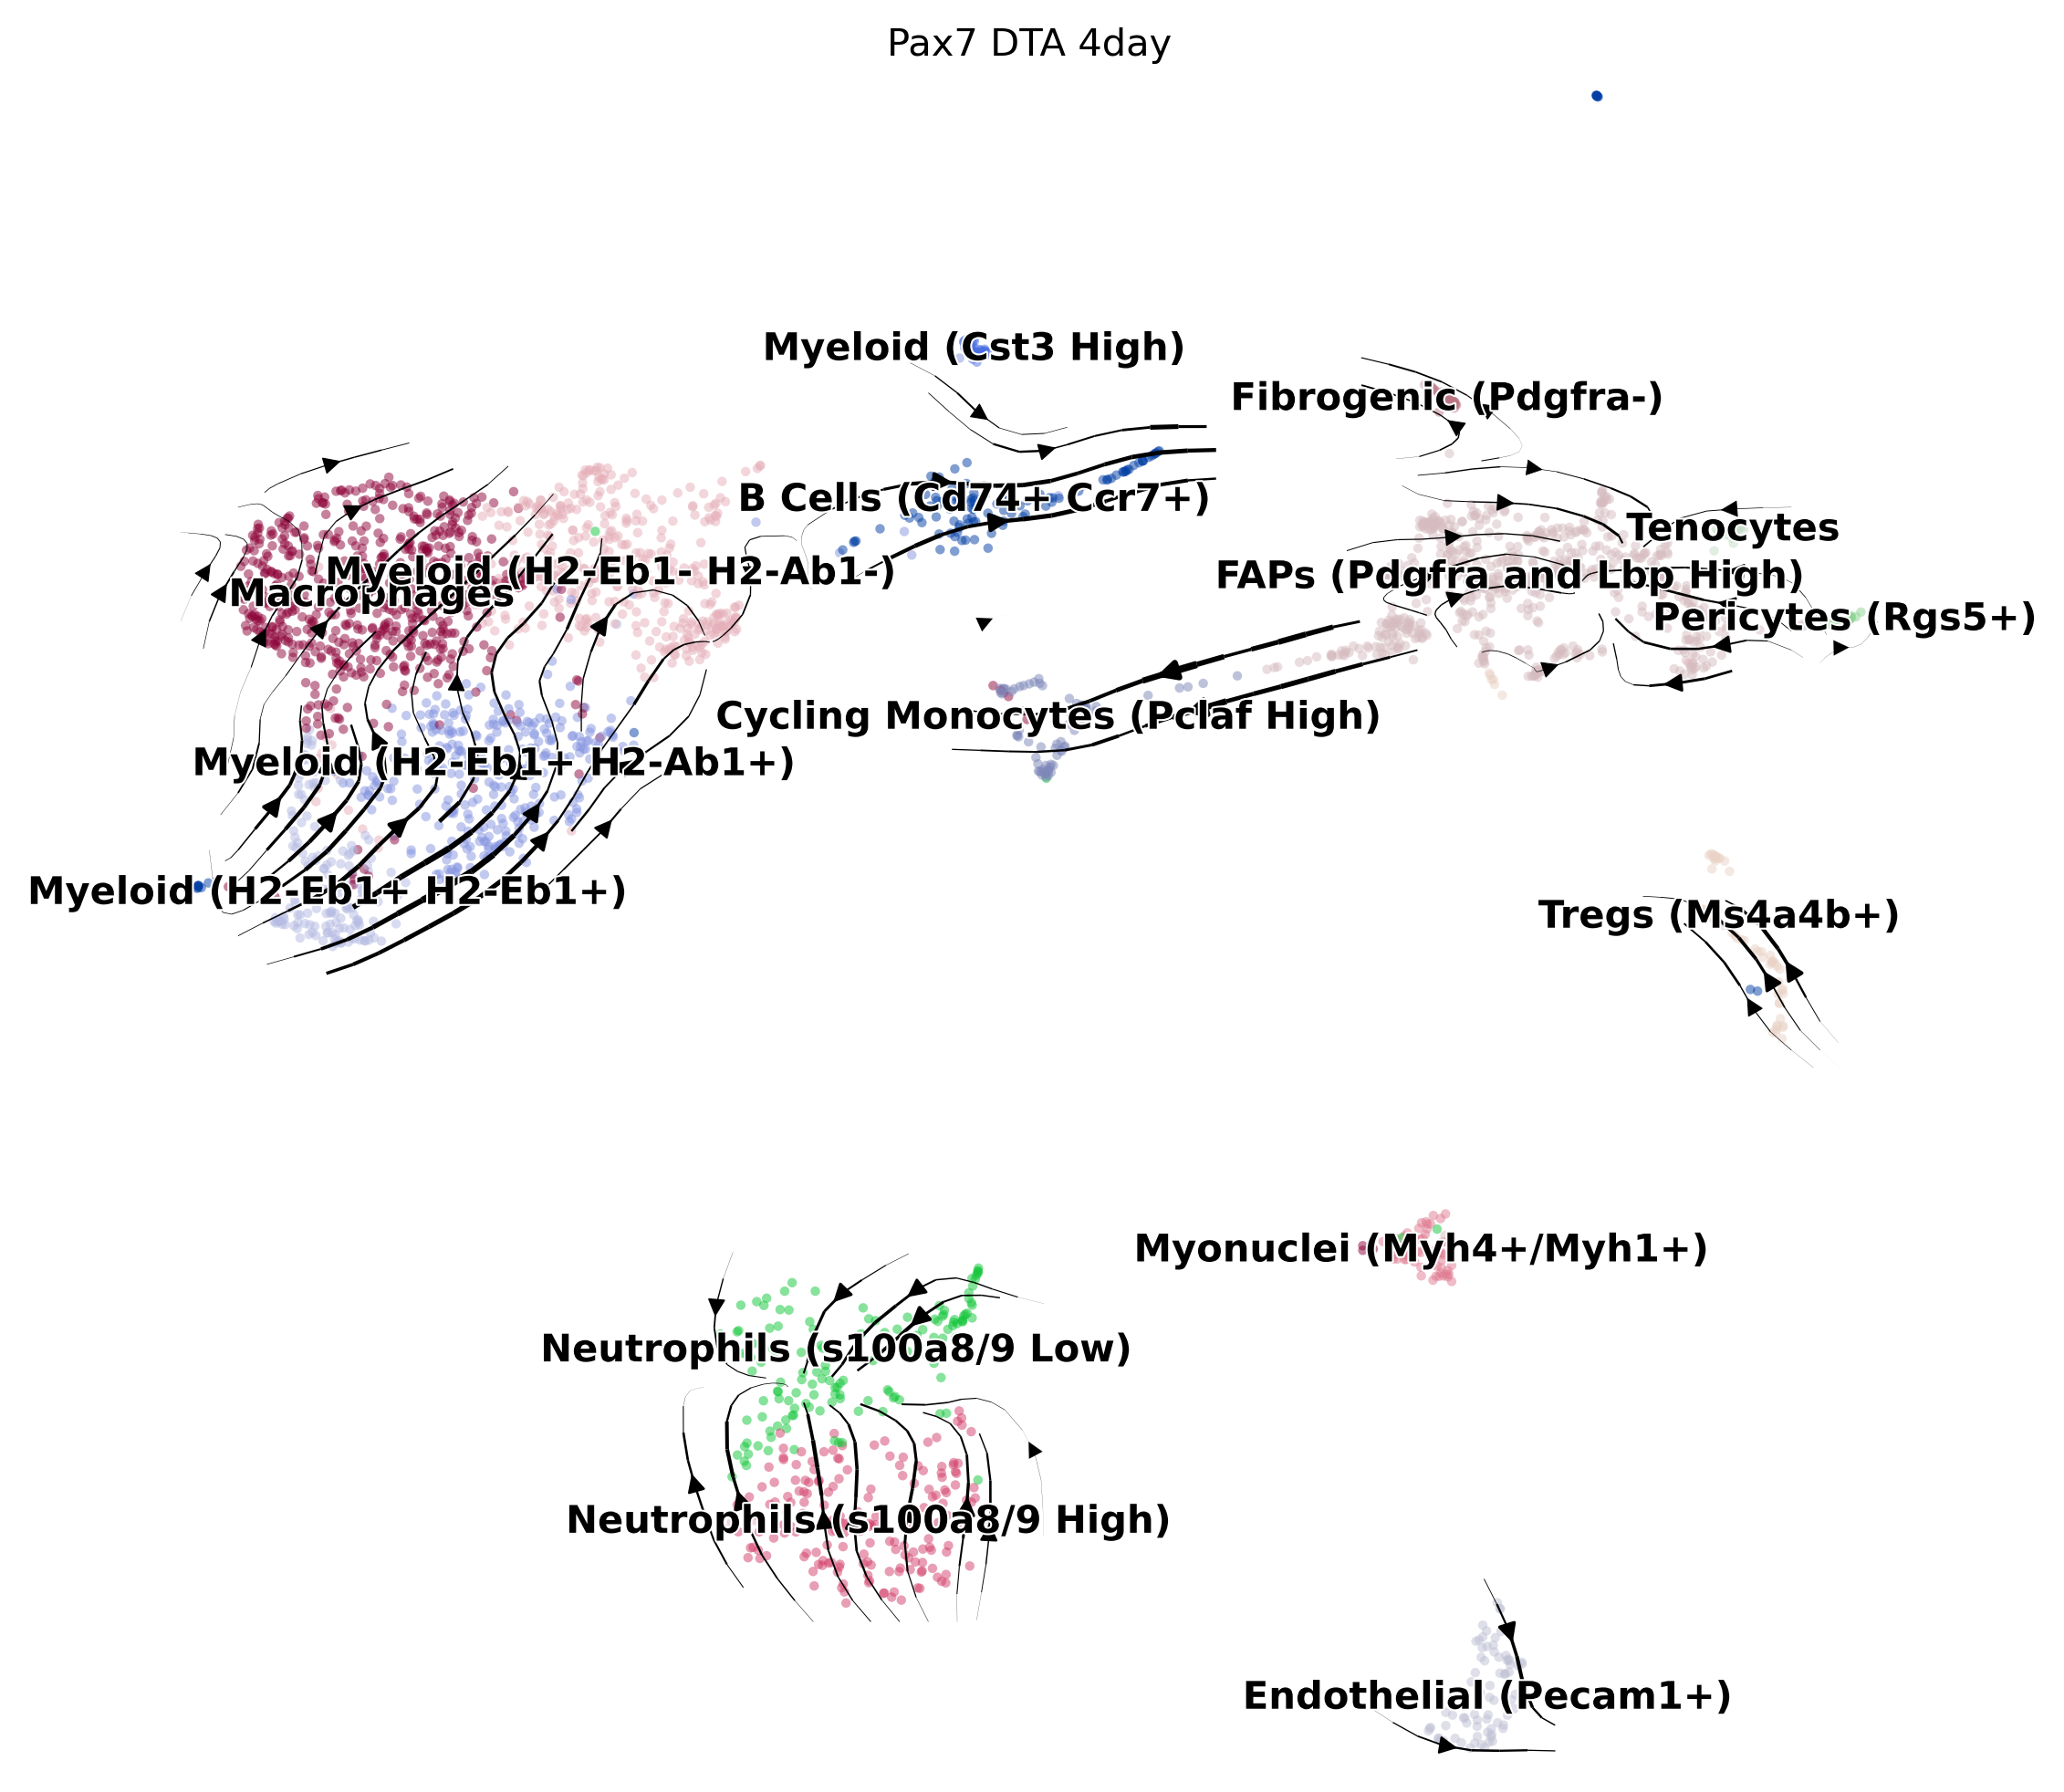 Pax7 DTA 4day
Myeloid (Cst3 High)
Fibrogenic (Pdgfra-)
B Cells (Cd74+ Ccr7+)
Tenocytes
Myeloid (H2-Eb1- H2-Ab1-)
FAPs (Pdgfra and Lbp High)
Macrophages
Pericytes (Rgs5+)
Cycling Monocytes (Pclaf High)
Myeloid (H2-Eb1+ H2-Ab1+)
Myeloid (H2-Eb1+ H2-Eb1+)
Tregs (Ms4a4b+)
Myonuclei (Myh4+/Myh1+)
Neutrophils (s100a8/9 Low)
Neutrophils (s100a8/9 High)
Endothelial (Pecam1+)